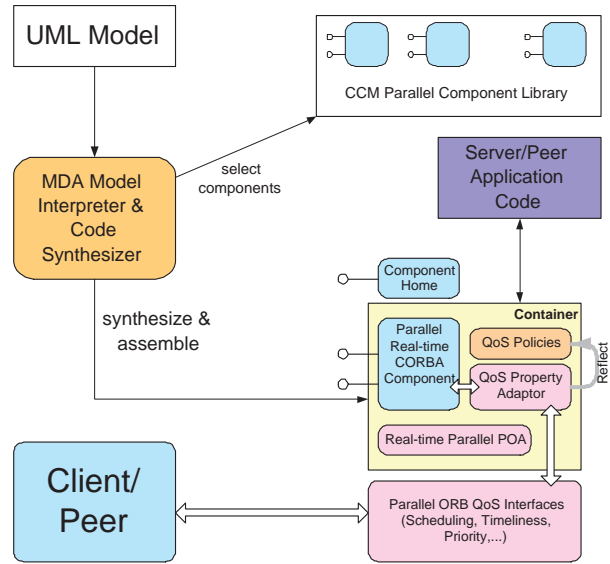 UML Model
CCM Parallel Component Library
select
components
MDA Model
Interpreter &
Code
Synthesizer
Server/Peer
Application
Code
Component
Home
synthesize &
assemble
Container
Parallel
Real-time
CORBA
Component
QoS Policies
QoS Property
Adaptor
Reflect
Real-time Parallel POA
Client/
Peer
Parallel ORB QoS Interfaces
(Scheduling, Timeliness,
Priority,...)